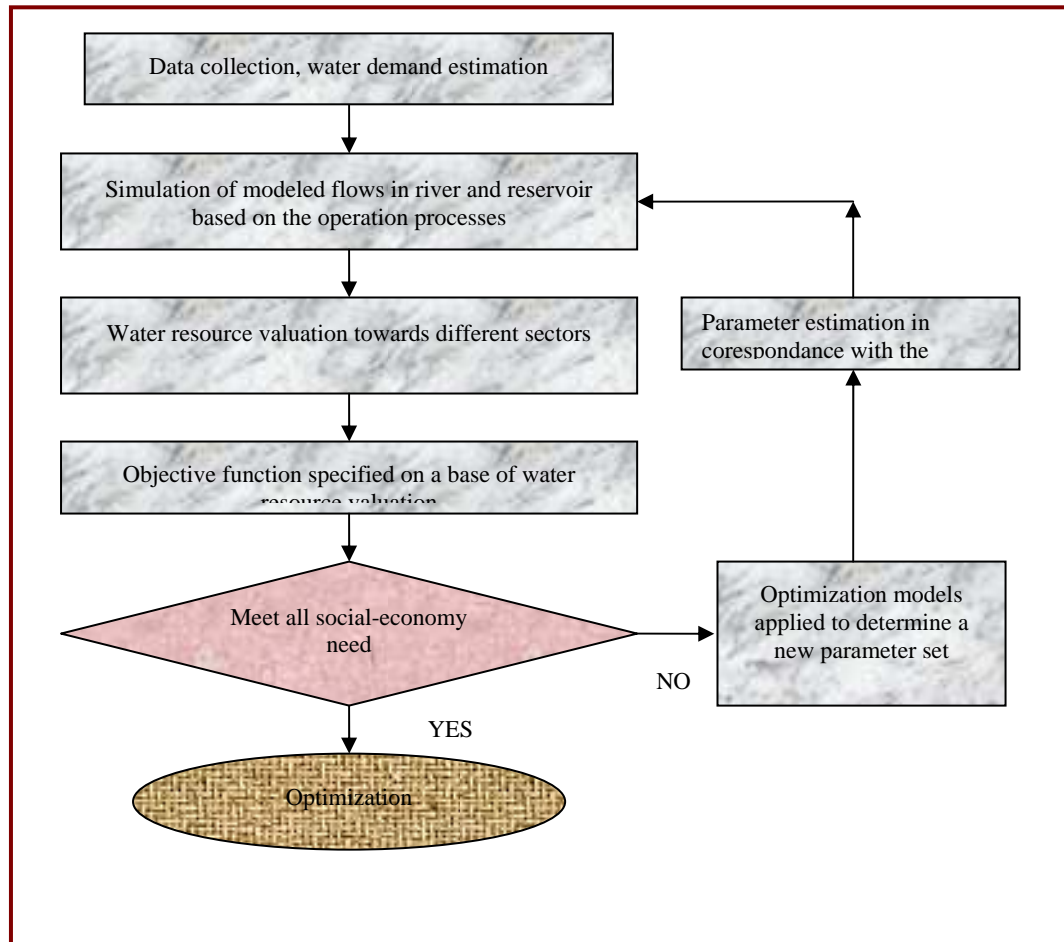 Data collection, water demand estimation
Simulation of modeled flows in river and reservoir
based on the operation processes
Water resource valuation towards different sectors
Parameter estimation in
corespondance with the
Objective function specified on a base of water
resource valuation
Meet all social-economy
need
Optimization models
applied to determine a
new parameter set
NO
YES
Optimization